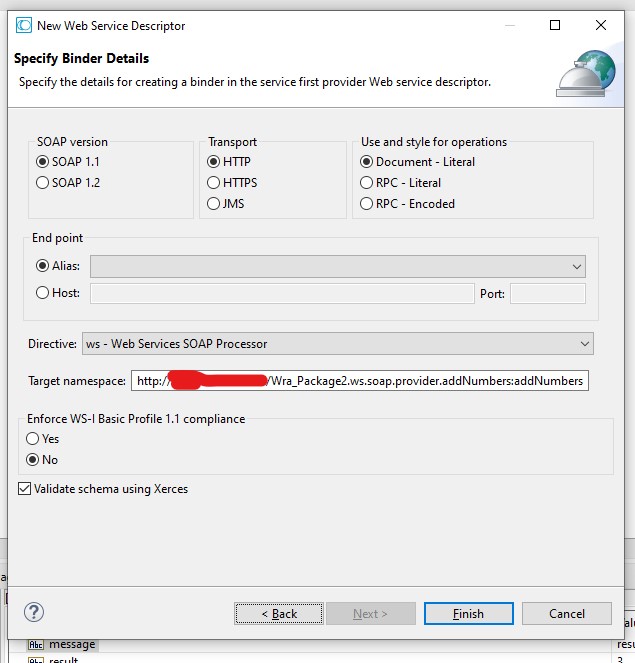 New Web Service Descriptor
Specify Binder Details
Specify the details for creating a binder in the service first provider Web service descriptor.
SOAP version
SOAP 1.1
SOAP 1.2
Transport
HTTP
HTTPS
JMS
Use and style for operations
Document - Literal
RPC - Literal
RPC - Encoded
End point
Alias:
Host:
Port:
Directive: ws - Web Services SOAP Processor
Target namespace: http:/ /Wra_Package2.ws.soap.provider.addNumbers:addNumbers
Enforce WS-I Basic Profile 1.1 compliance
Yes
No
Validate schema using Xerces
? < Back Next > Finish Cancel
Abc message
Abc result 3